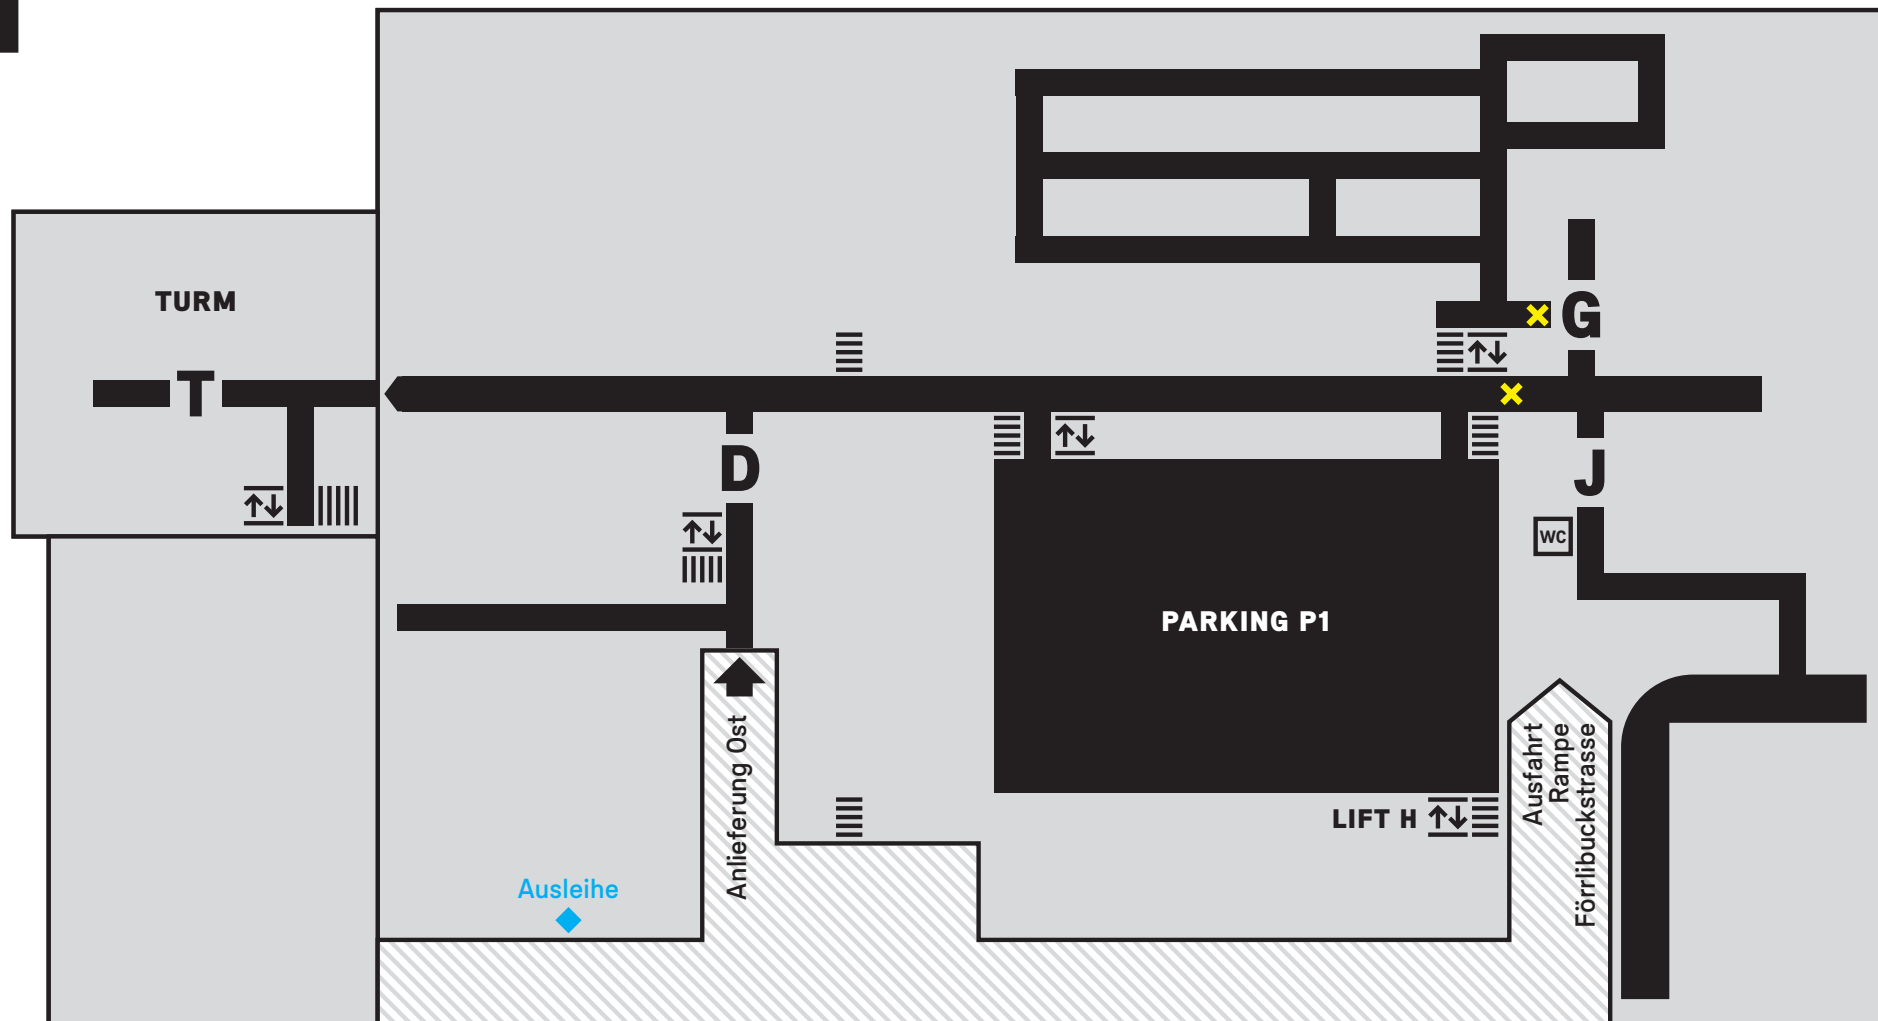 TURM
G
T
D
J
WC
PARKING P1
Anlieferung Ost
Ausfahrt
Rampe
Förrlibuckstrasse
LIFT H
Ausleihe